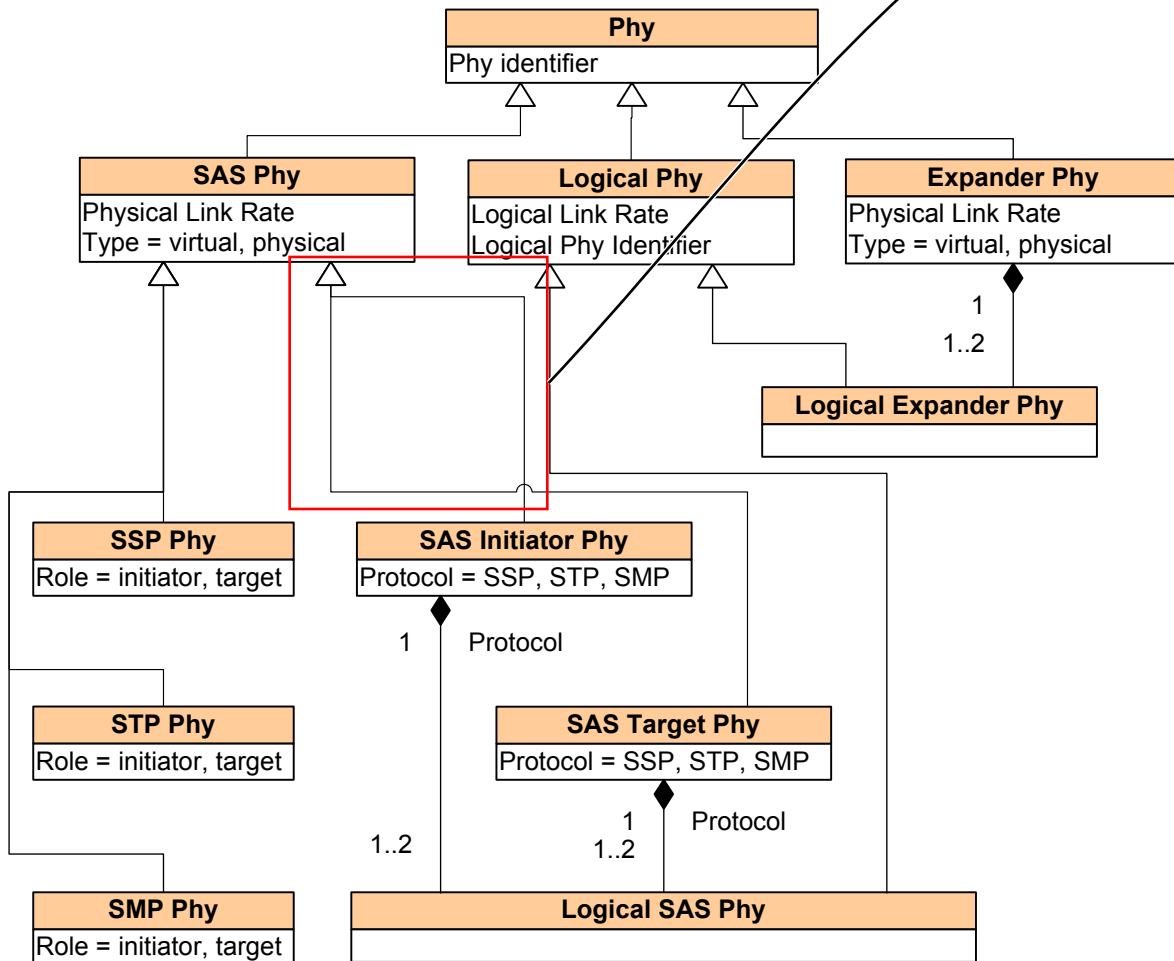 Phy
Phy identifier
SAS Phy
Physical Link Rate
Type = virtual, physical
Logical Phy
Logical Link Rate
Logical Phy Identifier
Expander Phy
Physical Link Rate
Type = virtual, physical
1
1..2
Logical Expander Phy
SSP Phy
Role = initiator, target
SAS Initiator Phy
Protocol = SSP, STP, SMP
1 Protocol
STP Phy
Role = initiator, target
SAS Target Phy
Protocol = SSP, STP, SMP
1 Protocol
1..2
1..2
SMP Phy
Role = initiator, target
Logical SAS Phy